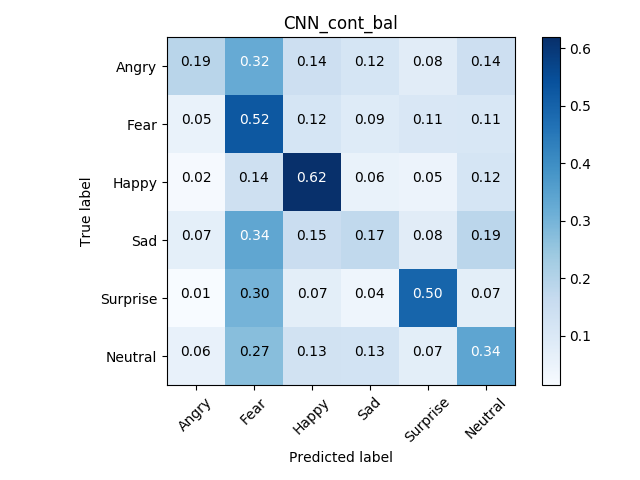 CNN_cont_bal
Angry 0.19 0.32 0.14 0.12 0.08 0.14
Fear 0.05 0.52 0.12 0.09 0.11 0.11
Happy 0.02 0.14 0.62 0.06 0.05 0.12
Sad 0.07 0.34 0.15 0.17 0.08 0.19
Surprise 0.01 0.30 0.07 0.04 0.50 0.07
Neutral 0.06 0.27 0.13 0.13 0.07 0.34
Angry Fear Happy Sad Surprise Neutral
True label
Predicted label
0.6
0.5
0.4
0.3
0.2
0.1